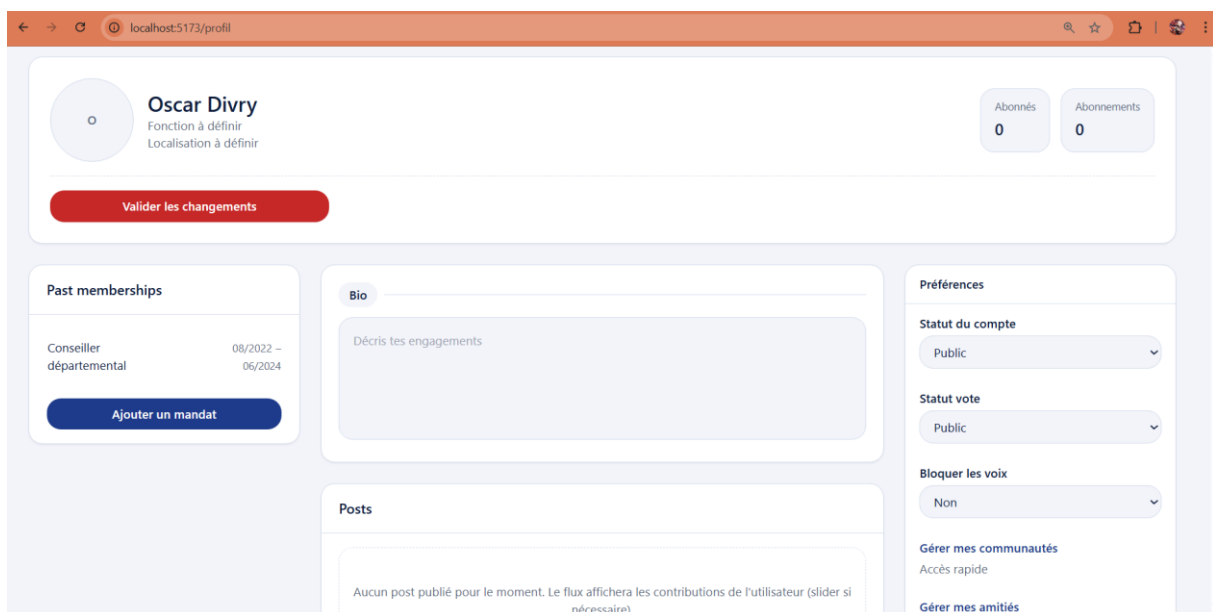 localhost:5173/profil
O
Oscar Divry
Fonction à définir
Localisation à définir
Abonnés
0
Abonnements
0
Valider les changements
Past memberships
Conseiller
départemental
08/2022 –
06/2024
Ajouter un mandat
Bio
Décris tes engagements
Posts
Aucun post publié pour le moment. Le flux affichera les contributions de l'utilisateur (slider si
nécessaire)
Préférences
Statut du compte
Public
Statut vote
Public
Bloquer les voix
Non
Gérer mes communautés
Accès rapide
Gérer mes amitiés